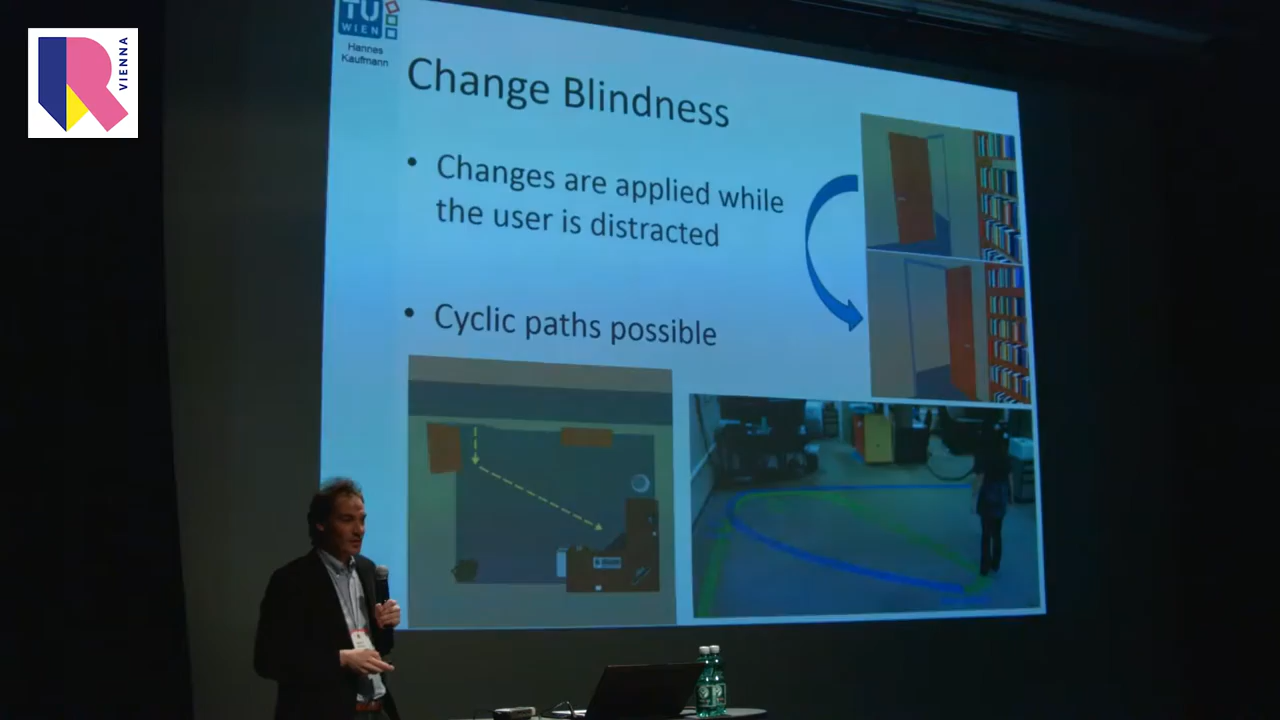 VIENNA
TU
WIEN
Hannes
Kaufmann
Change Blindness
• Changes are applied while
the user is distracted
• Cyclic paths possible